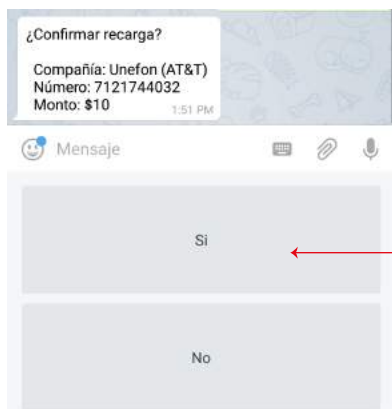 ¿Confirmar recarga?
Compañía: Unefon (AT&T)
Número: 7121744032
Monto: $10
1:51 PM
Mensaje
Si
No